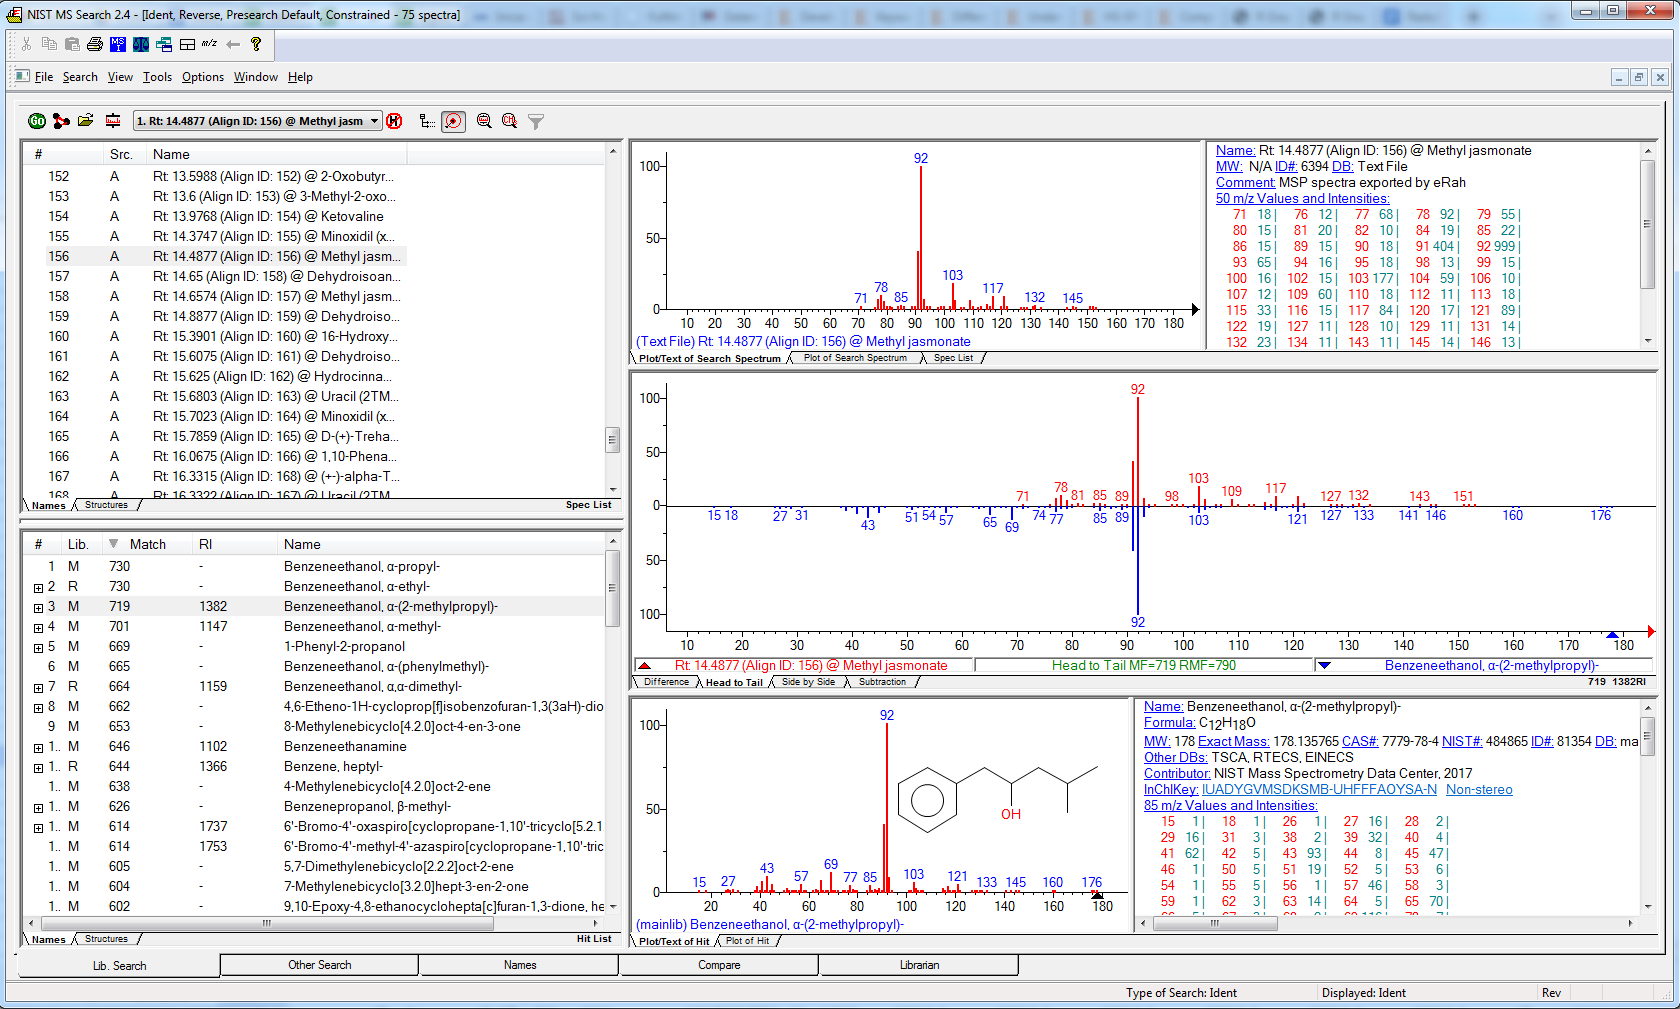 NIST MS Search 2.4 - [Ident, Reverse, Presearch Default, Constrained - 75 spectra]
File Search View Tools Options Window Help
1. Rt: 14.4877 (Align ID: 156) @ Methyl jasm
# Src. Name
152 A Rt: 13.5988 (Align ID: 152) @ 2-Oxobutyr...
153 A Rt: 13.6 (Align ID: 153) @ 3-Methyl-2-oxo...
154 A Rt: 13.9768 (Align ID: 154) @ Ketovaline
155 A Rt: 14.3747 (Align ID: 155) @ Minoxidil (x...
156 A Rt: 14.4877 (Align ID: 156) @ Methyl jasm...
157 A Rt: 14.65 (Align ID: 158) @ Dehydroisoan...
158 A Rt: 14.6574 (Align ID: 157) @ Methyl jasm...
159 A Rt: 14.8877 (Align ID: 159) @ Dehydroiso...
160 A Rt: 15.3901 (Align ID: 160) @ 16-Hydroxy...
161 A Rt: 15.6075 (Align ID: 161) @ Dehydroiso...
162 A Rt: 15.625 (Align ID: 162) @ Hydrocinna...
163 A Rt: 15.6803 (Align ID: 163) @ Uracil (2TM...
164 A Rt: 15.7023 (Align ID: 164) @ Minoxidil (x...
165 A Rt: 15.7859 (Align ID: 165) @ D-(+)-Treha...
166 A Rt: 16.0675 (Align ID: 166) @ 1,10-Phena...
167 A Rt: 16.3315 (Align ID: 168) @ (+-)-alpha-T...
168 A Rt: 16.3322 (Align ID: 167) @ Uracil (2TM...
Names Structures Spec List
# Lib. Match RI Name
1 M 730 - Benzeneethanol, α-propyl-
2 R 730 - Benzeneethanol, α-ethyl-
3 M 719 1382 Benzeneethanol, α-(2-methylpropyl)-
4 M 701 1147 Benzeneethanol, α-methyl-
5 M 669 - 1-Phenyl-2-propanol
6 M 665 - Benzeneethanol, α-(phenylmethyl)-
7 R 664 1159 Benzeneethanol, α,α-dimethyl-
8 M 662 - 4,6-Etheno-1H-cycloprop[f]isobenzofuran-1,3(3aH)-dio
9 M 653 - 8-Methylenebicyclo[4.2.0]oct-4-en-3-one
1.. M 646 1102 Benzeneethanamine
1.. R 644 1366 Benzene, heptyl-
1.. M 638 - 4-Methylenebicyclo[4.2.0]oct-2-ene
1.. M 626 - Benzenepropanol, β-methyl-
1.. M 614 1737 6'-Bromo-4'-oxaspiro[cyclopropane-1,10'-tricyclo[5.2.1.
1.. M 614 1753 6'-Bromo-4'-methyl-4'-azaspiro[cyclopropane-1,10'-tric
1.. M 605 - 5,7-Dimethylenebicyclo[2.2.2]oct-2-ene
1.. M 604 - 7-Methylenebicyclo[3.2.0]hept-3-en-2-one
1.. M 602 - 9,10-Epoxy-4,8-ethanocyclohepta[c]furan-1,3-dione, he
Names Structures Hit List
100 50 0
92 71 78 85 103 117 132 145
10 20 30 40 50 60 70 80 90 100 110 120 130 140 150 160 170 180
(Text File) Rt: 14.4877 (Align ID: 156) @ Methyl jasmonate
Plot/Text of Search Spectrum Plot of Search Spectrum Spec List
Name: Rt: 14.4877 (Align ID: 156) @ Methyl jasmonate
MW: N/A ID#: 6394 DB: Text File
Comment: MSP spectra exported by eRah
50 m/z Values and Intensities:
71 18| 76 12| 77 68| 78 92| 79 55|
80 15| 81 20| 82 10| 84 19| 85 22|
86 15| 89 15| 90 18| 91 404| 92 999|
93 65| 94 16| 95 18| 98 13| 99 15|
100 16| 102 15| 103 177| 104 59| 106 10|
107 12| 109 60| 110 18| 112 11| 113 18|
115 33| 116 15| 117 84| 120 17| 121 89|
122 19| 127 11| 128 10| 129 11| 131 14|
132 23| 134 11| 143 11| 145 14| 146 13|
100 50 0 50 100
92
71 78 81 85 89 98 103 109 117 127 132 143 151
15 18 27 31 43 51 54 57 65 69 74 77 85 89 103 121 127 133 141 146 160 176
92
10 20 30 40 50 60 70 80 90 100 110 120 130 140 150 160 170 180
Rt: 14.4877 (Align ID: 156) @ Methyl jasmonate Head to Tail MF=719 RMF=790 Benzeneethanol, α-(2-methylpropyl)-
Difference Head to Tail Side by Side Subtraction 719 1382RI
100 50 0
92
15 27 43 57 69 77 85 103 121 133 145 160 176
OH
20 40 60 80 100 120 140 160 180
(mainlib) Benzeneethanol, α-(2-methylpropyl)-
Plot/Text of Hit Plot of Hit
Name: Benzeneethanol, α-(2-methylpropyl)-
Formula: C12H18O
MW: 178 Exact Mass: 178.135765 CAS#: 7779-78-4 NIST#: 484865 ID#: 81354 DB: ma
Other DBs: TSCA, RTECS, EINECS
Contributor: NIST Mass Spectrometry Data Center, 2017
InChIKey: IUADYGVMSDKSMB-UHFFFAOYSA-N Non-stereo
85 m/z Values and Intensities:
15 1| 18 1| 26 1| 27 16| 28 2|
29 16| 31 3| 38 2| 39 32| 40 4|
41 62| 42 5| 43 93| 44 8| 45 47|
46 1| 50 5| 51 19| 52 5| 53 6|
54 1| 55 5| 56 1| 57 46| 58 3|
59 1| 62 3| 63 14| 64 5| 65 70|
Lib. Search Other Search Names Compare Librarian
Type of Search: Ident Displayed: Ident Rev